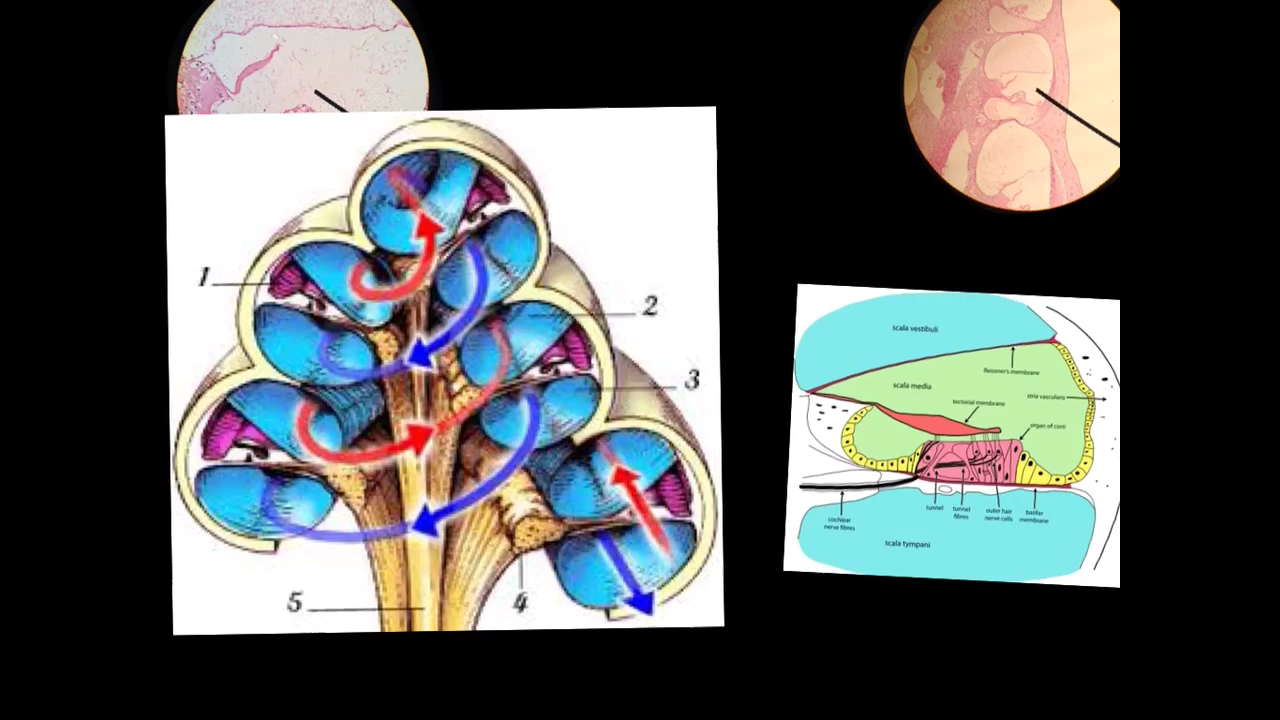 1
2
3
4
5
scala vestibuli
Reissner's membrane
scala media
stria vascularis
tectorial membrane
organ of corti
tunnel
tunnel
fibres
outer hair
nerve cells
basilar
membrane
cochlear
nerve fibres
scala tympani